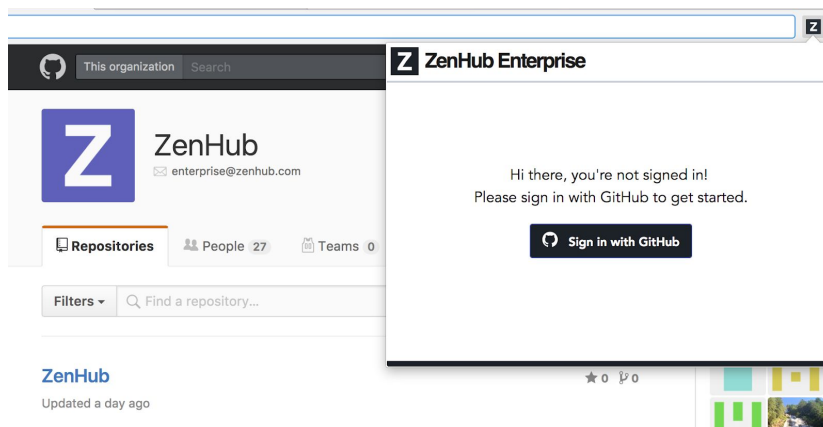 Z
This organization Search
Z ZenHub Enterprise
Z
ZenHub
enterprise@zenhub.com
Hi there, you're not signed in!
Please sign in with GitHub to get started.
Sign in with GitHub
Repositories People 27 Teams 0
Filters Find a repository...
ZenHub
0 0
Updated a day ago